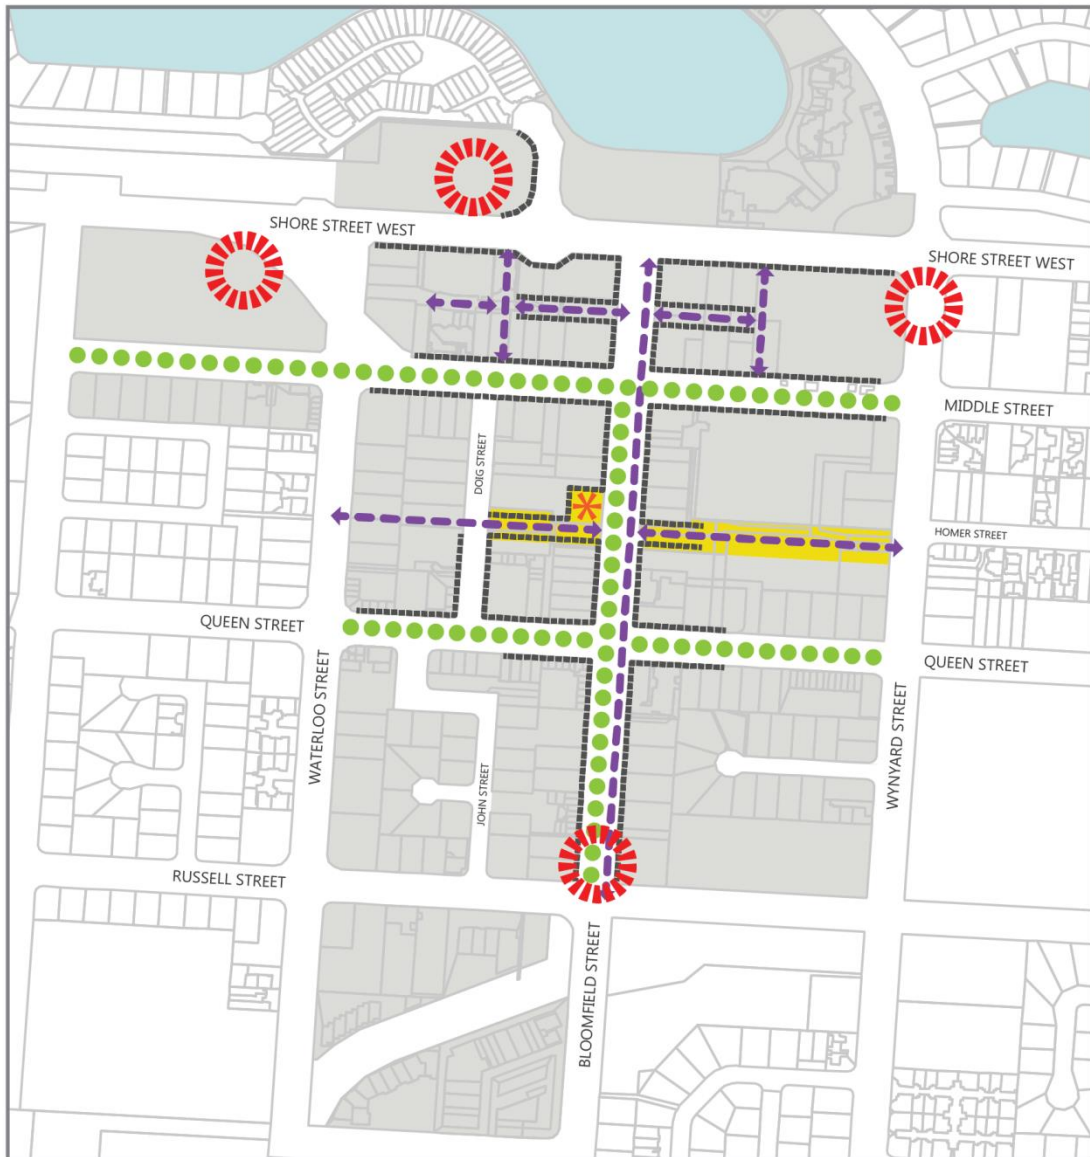 SHORE STREET WEST
SHORE STREET WEST
MIDDLE STREET
DOIG STREET
HOMER STREET
QUEEN STREET
QUEEN STREET
WATERLOO STREET
WYNYARD STREET
JOHN STREET
RUSSELL STREET
BLOOMFIELD STREET